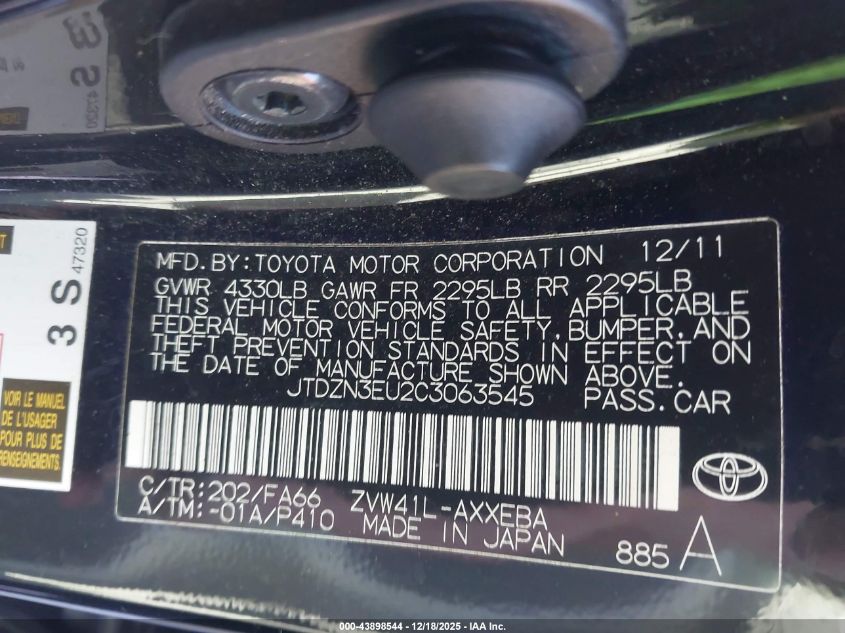 3 S 47320
VOIR LE MANUEL
DE L'USAGER
POUR PLUS DE
RENSEIGNEMENTS.
MFD. BY: TOYOTA MOTOR CORPORATION 12/11
GVWR 4330LB GAWR FR 2295LB RR 2295LB
THIS VEHICLE CONFORMS TO ALL APPLICABLE
FEDERAL MOTOR VEHICLE SAFETY, BUMPER, AND
THEFT PREVENTION STANDARDS IN EFFECT ON
THE DATE OF MANUFACTURE SHOWN ABOVE.
JTDZN3EU2C3063545 PASS. CAR
C/TR: 202/FA66 ZVW41L-AXXEBA
A/TM: -01A/P410 MADE IN JAPAN
885 A
000-43898544 - 12/18/2025 - IAA Inc.